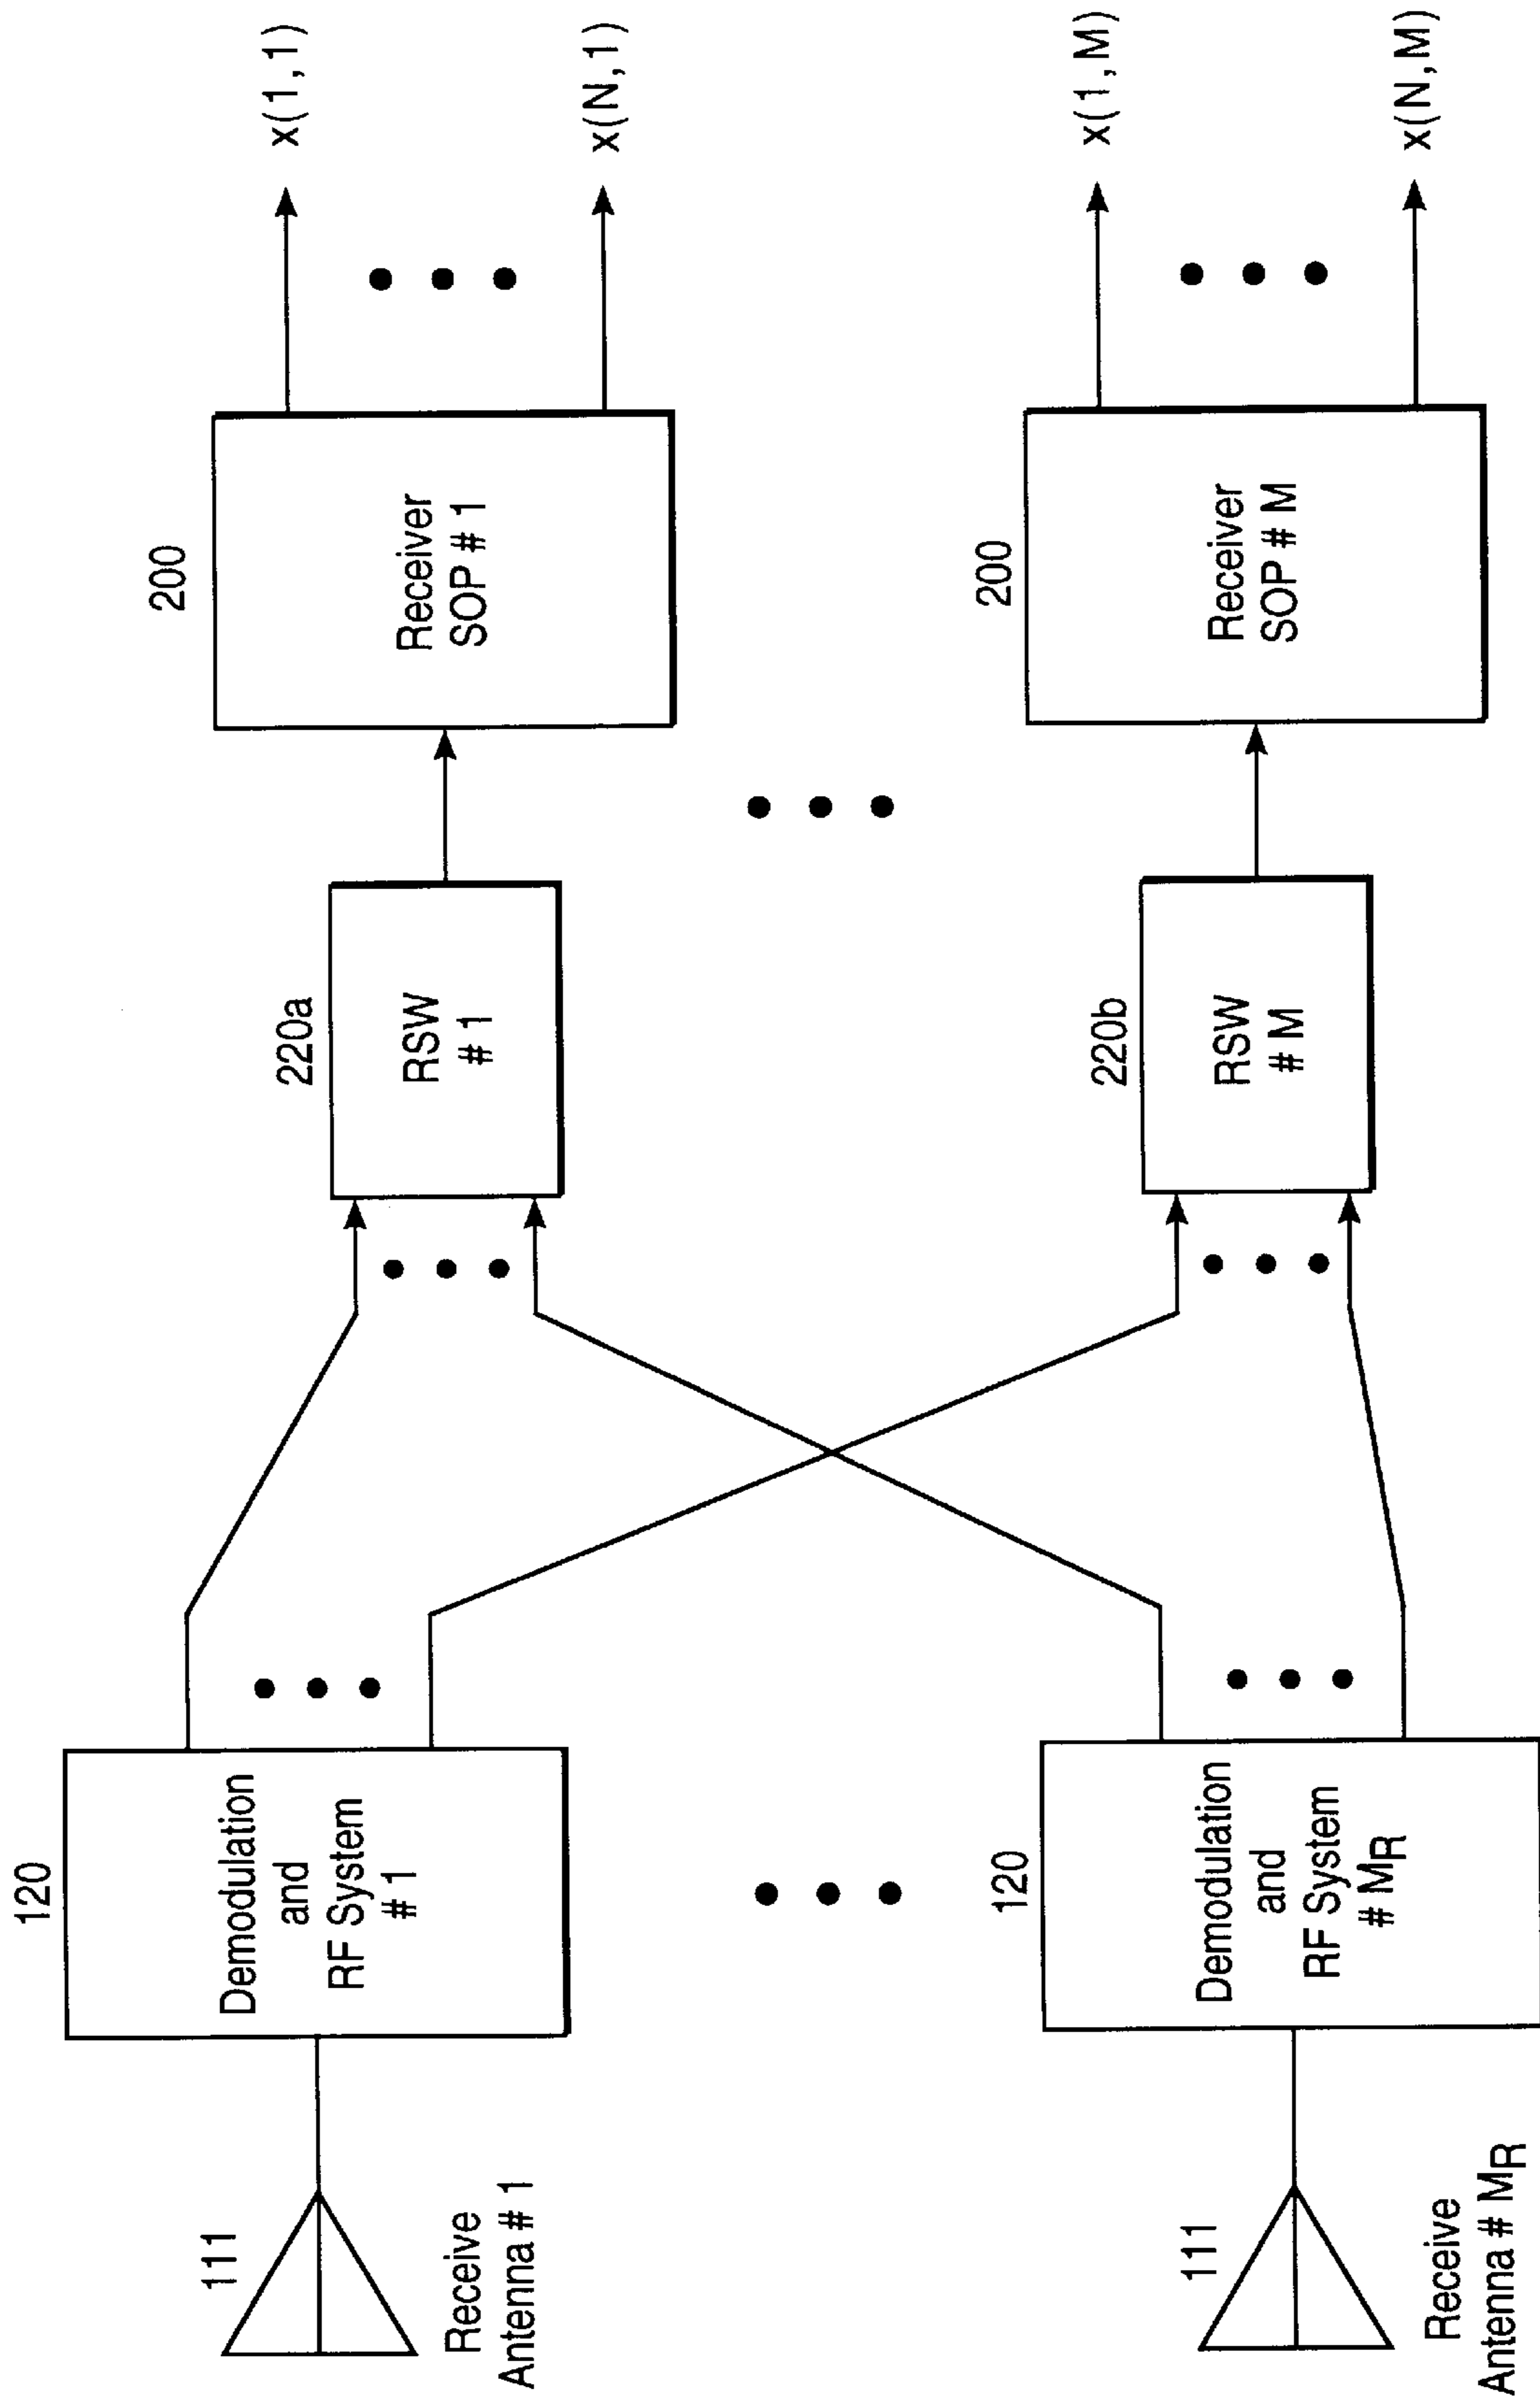 111
Receive
Antenna # 1
120
Demodulation
and
RF System
# 1
220a
RSW
# 1
200
Receiver
SOP # 1
x(1,1)
x(N,1)
111
Receive
Antenna # MR
120
Demodulation
and
RF System
# MR
220b
RSW
# M
200
Receiver
SOP # M
x(1,M)
x(N,M)